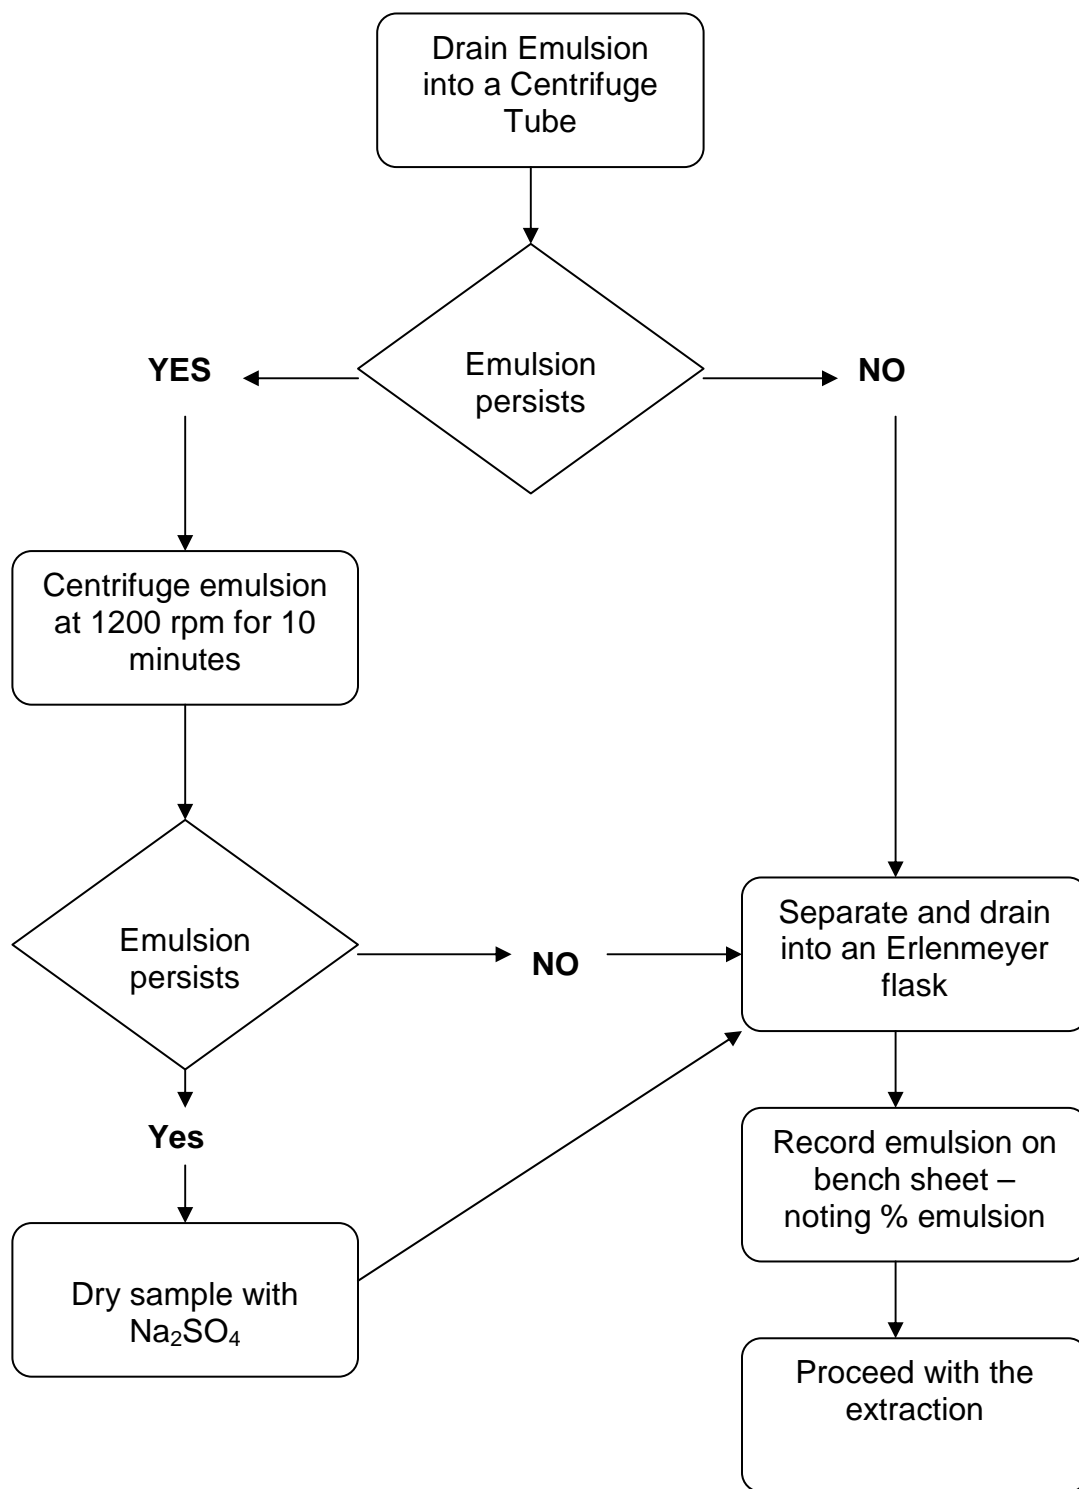 Drain Emulsion
into a Centrifuge
Tube
Emulsion
persists
YES
NO
Centrifuge emulsion
at 1200 rpm for 10
minutes
Emulsion
persists
NO
Separate and drain
into an Erlenmeyer
flask
Yes
Record emulsion on
bench sheet –
noting % emulsion
Dry sample with
Na₂SO₄
Proceed with the
extraction